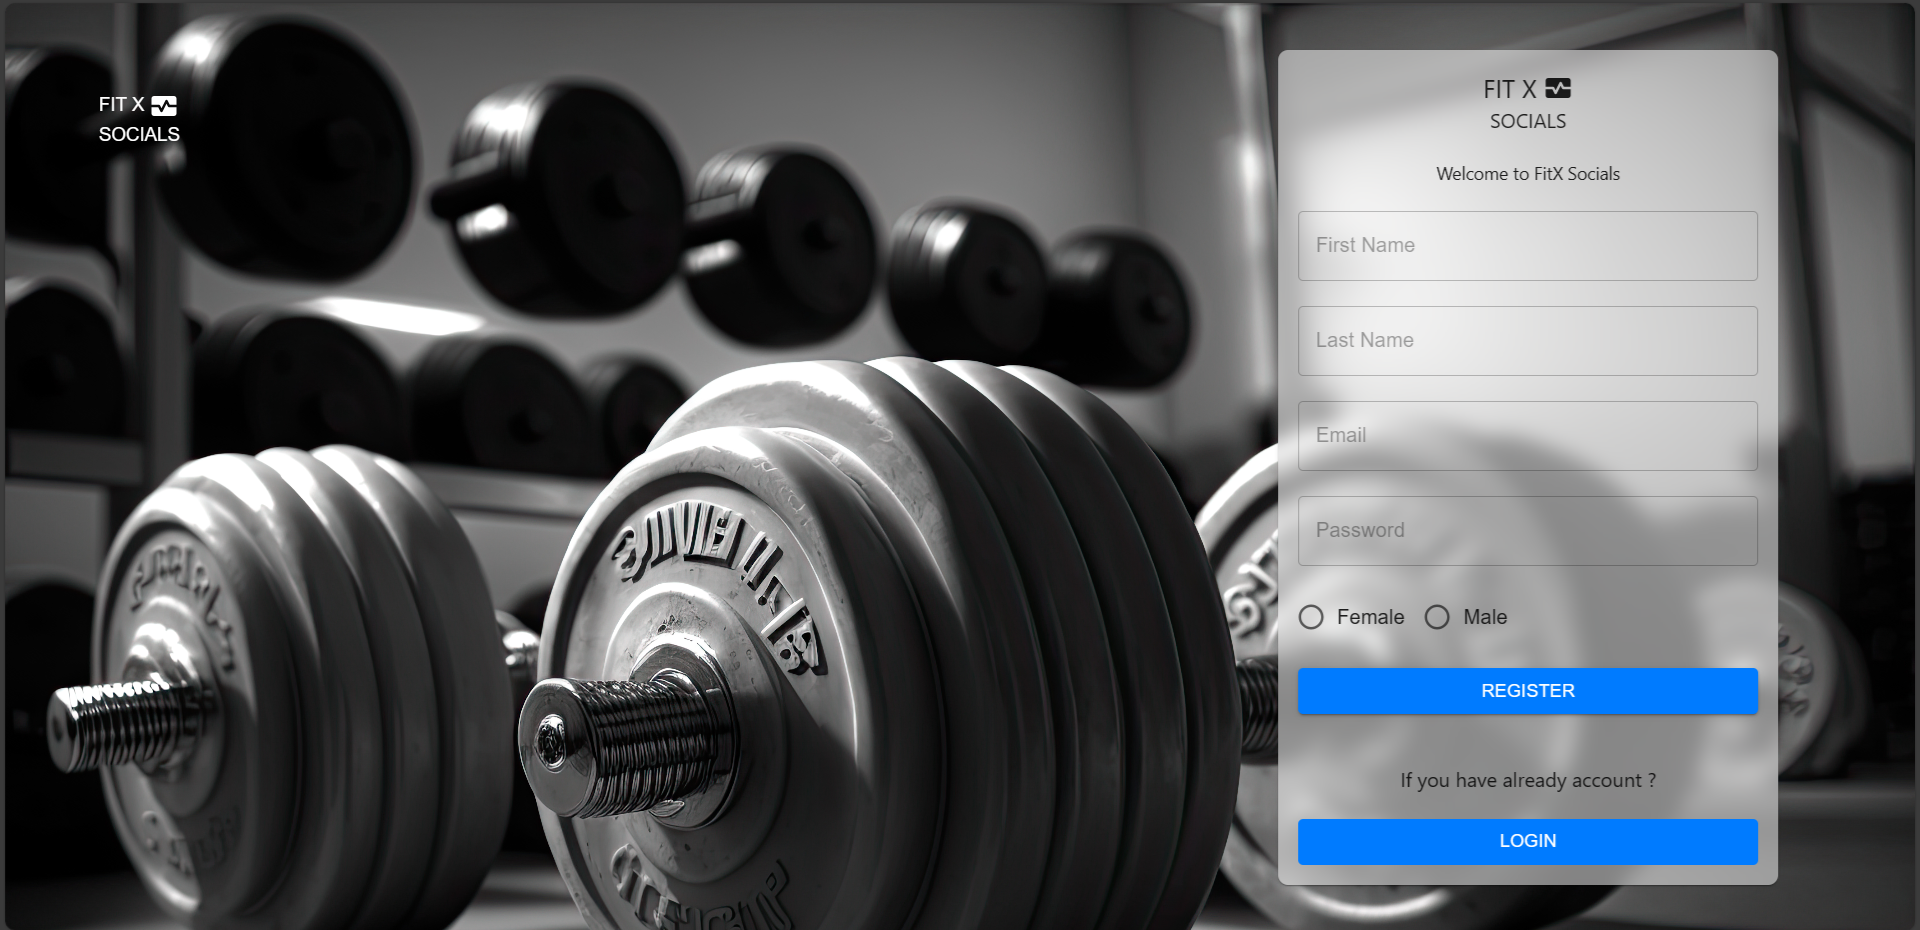 FIT X
SOCIALS
FIT X
SOCIALS
Welcome to FitX Socials
First Name
Last Name
Email
Password
Female Male
REGISTER
If you have already account ?
LOGIN